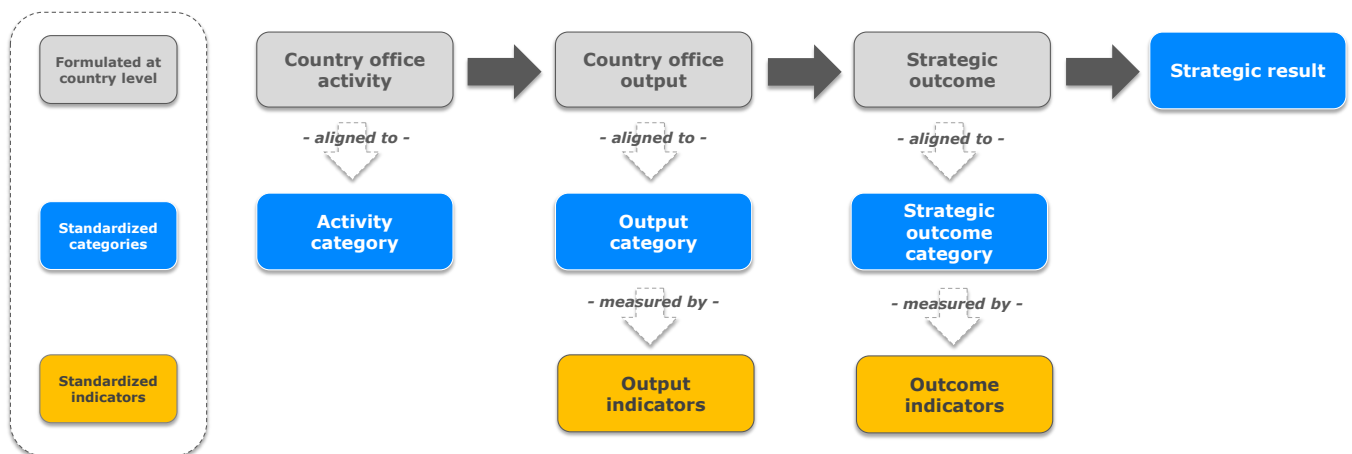 Formulated at
country level
Country office
activity
Country office
output
Strategic
outcome
Strategic result
- aligned to -
- aligned to -
- aligned to -
Standardized
categories
Activity
category
Output
category
Strategic
outcome
category
- measured by -
- measured by -
Standardized
indicators
Output
indicators
Outcome
indicators